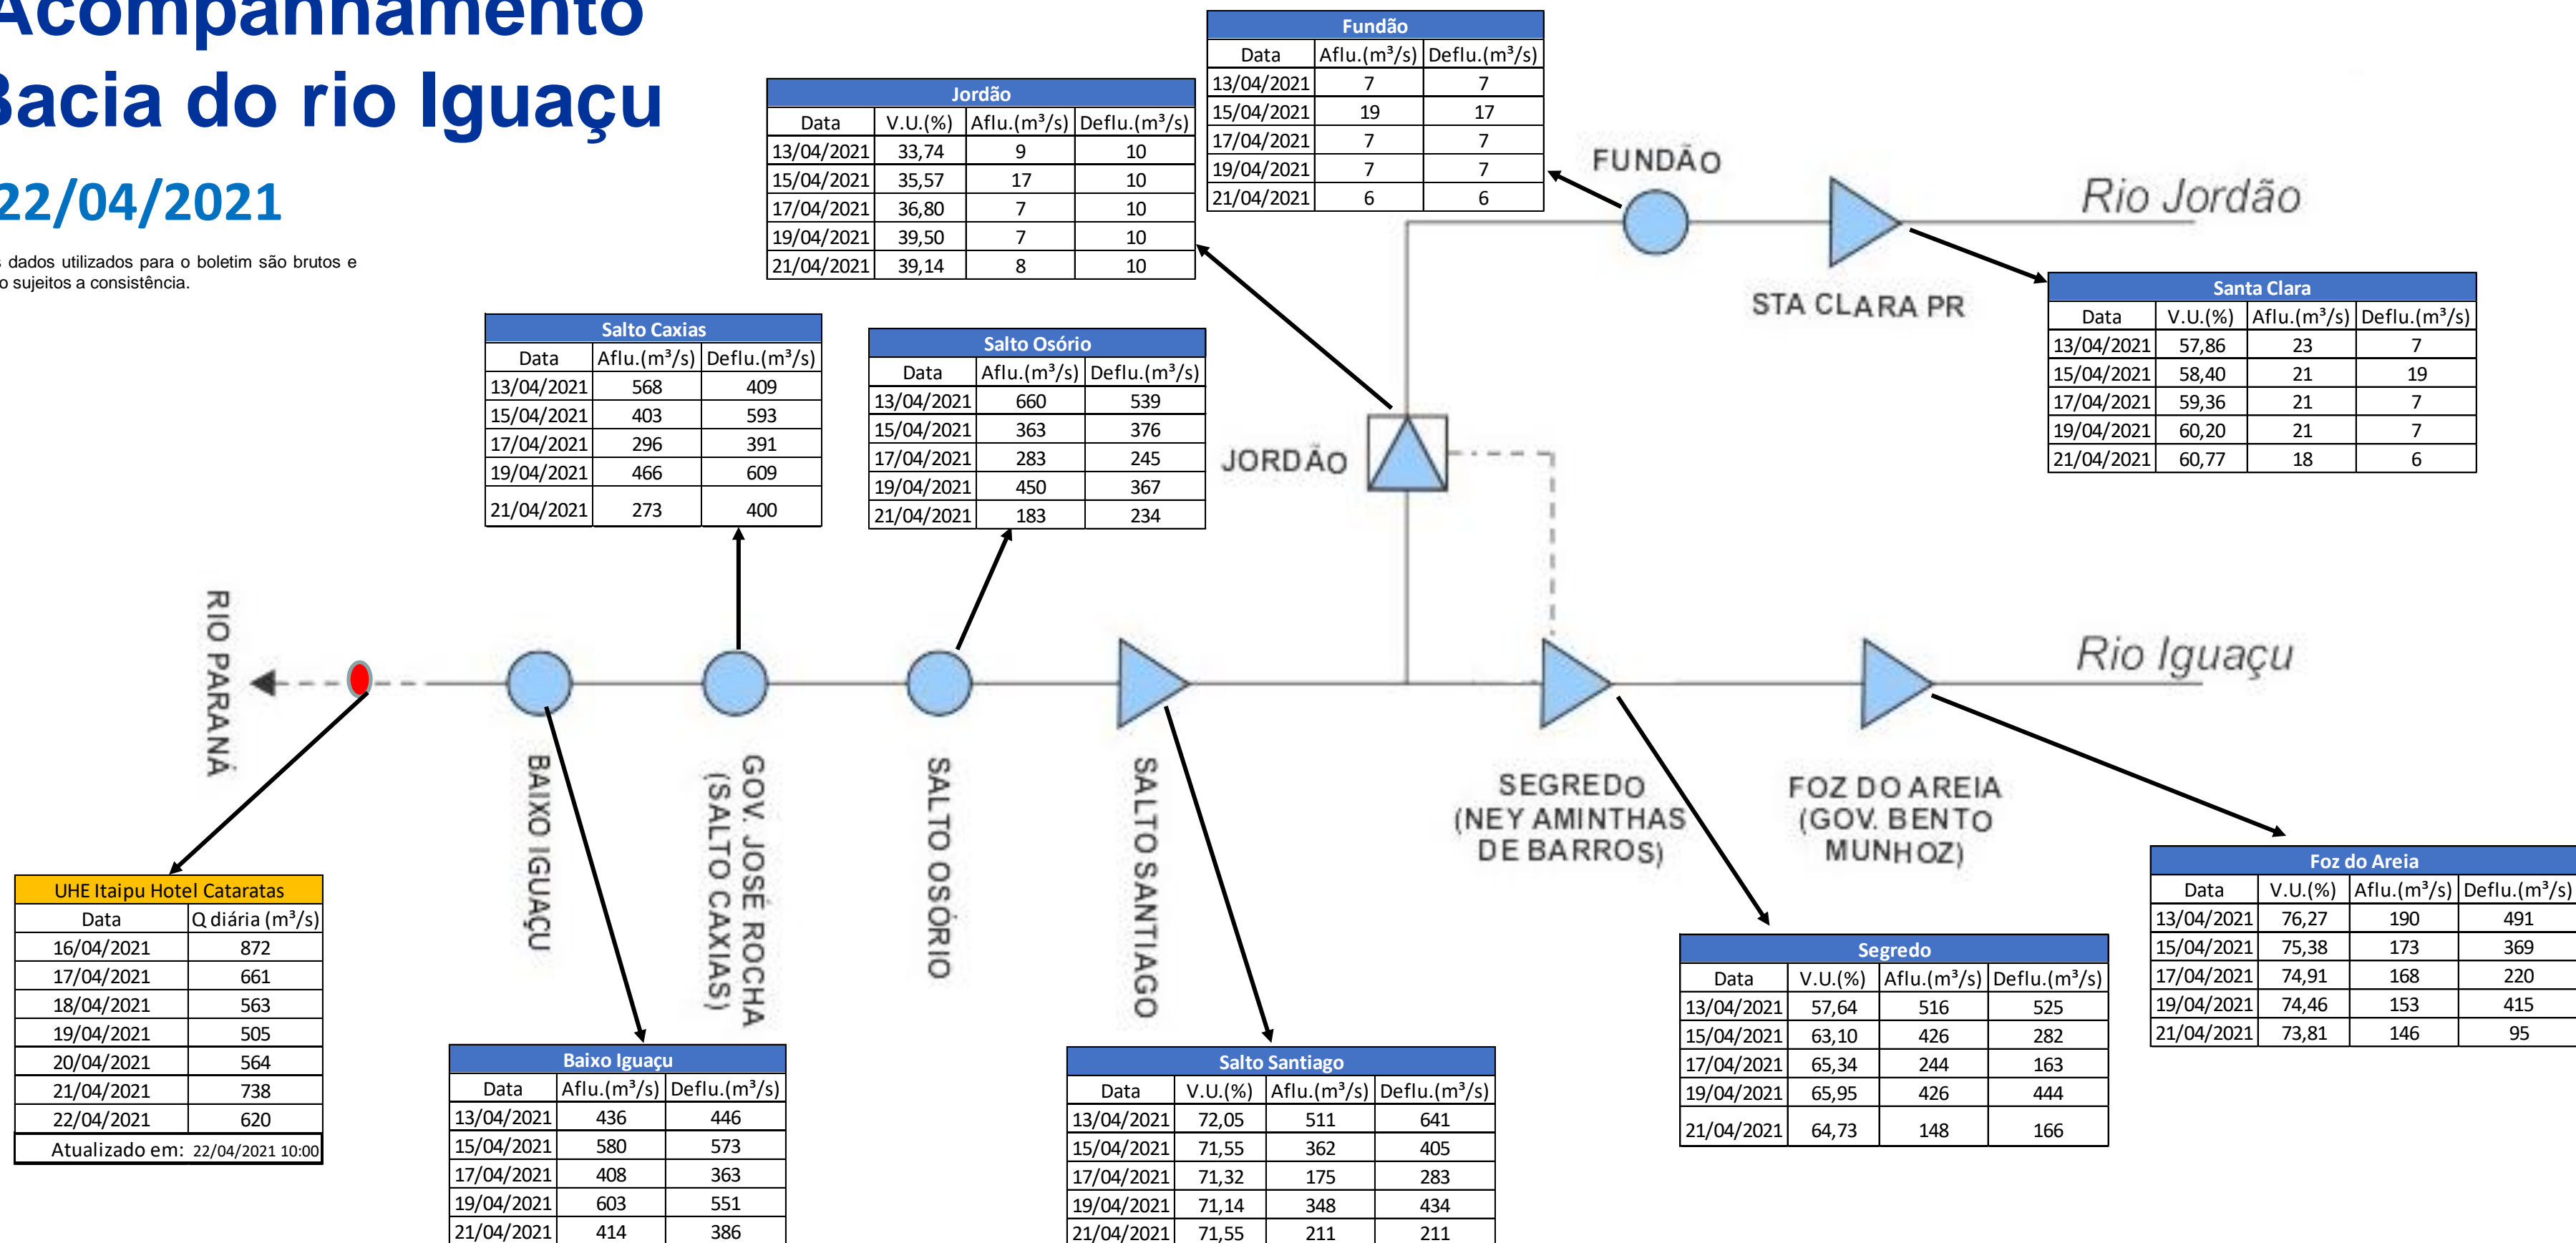 Acompanhamento
Bacia do rio Iguaçu
22/04/2021
s dados utilizados para o boletim são brutos e
o sujeitos a consistência.
Fundão
Data Aflu.(m³/s) Deflu.(m³/s)
13/04/2021 7 7
15/04/2021 19 17
17/04/2021 7 7
19/04/2021 7 7
21/04/2021 6 6
Jordão
Data V.U.(%) Aflu.(m³/s) Deflu.(m³/s)
13/04/2021 33,74 9 10
15/04/2021 35,57 17 10
17/04/2021 36,80 7 10
19/04/2021 39,50 7 10
21/04/2021 39,14 8 10
FUNDÃO
Rio Jordão
STA CLARA PR
Santa Clara
Data V.U.(%) Aflu.(m³/s) Deflu.(m³/s)
13/04/2021 57,86 23 7
15/04/2021 58,40 21 19
17/04/2021 59,36 21 7
19/04/2021 60,20 21 7
21/04/2021 60,77 18 6
Salto Caxias
Data Aflu.(m³/s) Deflu.(m³/s)
13/04/2021 568 409
15/04/2021 403 593
17/04/2021 296 391
19/04/2021 466 609
21/04/2021 273 400
Salto Osório
Data Aflu.(m³/s) Deflu.(m³/s)
13/04/2021 660 539
15/04/2021 363 376
17/04/2021 283 245
19/04/2021 450 367
21/04/2021 183 234
JORDÃO
RIO PARANÁ
Rio Iguaçu
BAIXO IGUAÇU
GOV. JOSÉ ROCHA
(SALTO CAXIAS)
SALTO OSÓRIO
SALTO SANTIAGO
SEGREDO
(NEY AMINTHAS
DE BARROS)
FOZ DO AREIA
(GOV. BENTO
MUNHOZ)
UHE Itaipu Hotel Cataratas
Data Q diária (m³/s)
16/04/2021 872
17/04/2021 661
18/04/2021 563
19/04/2021 505
20/04/2021 564
21/04/2021 738
22/04/2021 620
Atualizado em: 22/04/2021 10:00
Baixo Iguaçu
Data Aflu.(m³/s) Deflu.(m³/s)
13/04/2021 436 446
15/04/2021 580 573
17/04/2021 408 363
19/04/2021 603 551
21/04/2021 414 386
Salto Santiago
Data V.U.(%) Aflu.(m³/s) Deflu.(m³/s)
13/04/2021 72,05 511 641
15/04/2021 71,55 362 405
17/04/2021 71,32 175 283
19/04/2021 71,14 348 434
21/04/2021 71,55 211 211
Segredo
Data V.U.(%) Aflu.(m³/s) Deflu.(m³/s)
13/04/2021 57,64 516 525
15/04/2021 63,10 426 282
17/04/2021 65,34 244 163
19/04/2021 65,95 426 444
21/04/2021 64,73 148 166
Foz do Areia
Data V.U.(%) Aflu.(m³/s) Deflu.(m³/s)
13/04/2021 76,27 190 491
15/04/2021 75,38 173 369
17/04/2021 74,91 168 220
19/04/2021 74,46 153 415
21/04/2021 73,81 146 95